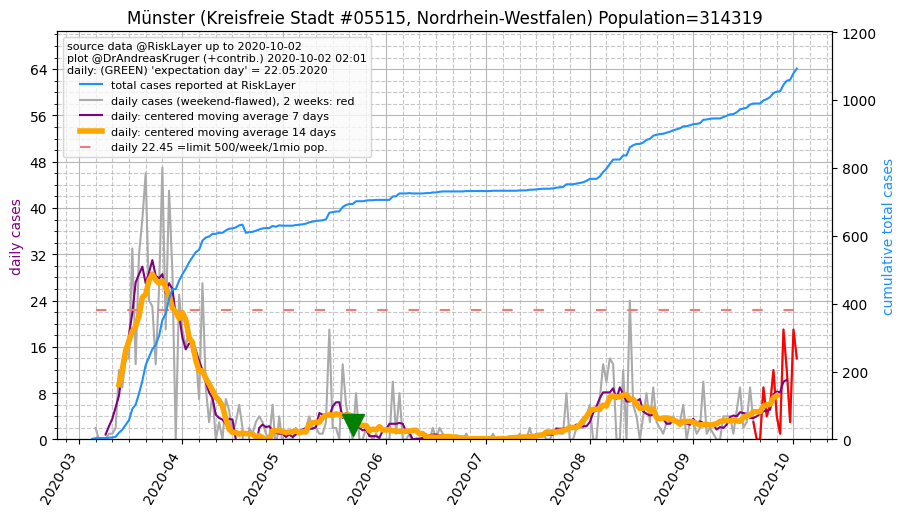 Münster (Kreisfreie Stadt #05515, Nordrhein-Westfalen) Population=314319
source data @RiskLayer up to 2020-10-02
plot @DrAndreasKruger (+contrib.) 2020-10-02 02:01
daily: (GREEN) 'expectation day' = 22.05.2020
total cases reported at RiskLayer
daily cases (weekend-flawed), 2 weeks: red
daily: centered moving average 7 days
daily: centered moving average 14 days
daily 22.45 =limit 500/week/1mio pop.
daily cases
64
56
48
40
32
24
16
8
0
cumulative total cases
1200
1000
800
600
400
200
0
2020-03
2020-04
2020-05
2020-06
2020-07
2020-08
2020-09
2020-10